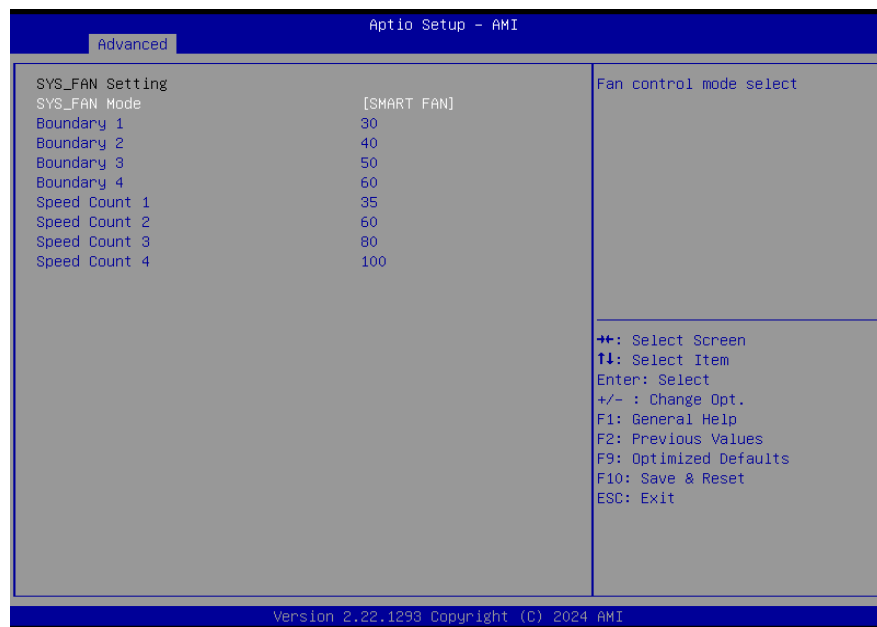 Aptio Setup – AMI
Advanced
SYS_FAN Setting
SYS_FAN Mode [SMART FAN]
Boundary 1 30
Boundary 2 40
Boundary 3 50
Boundary 4 60
Speed Count 1 35
Speed Count 2 60
Speed Count 3 80
Speed Count 4 100
Fan control mode select
→←: Select Screen
↑↓: Select Item
Enter: Select
+/- : Change Opt.
F1: General Help
F2: Previous Values
F9: Optimized Defaults
F10: Save & Reset
ESC: Exit
Version 2.22.1293 Copyright (C) 2024 AMI